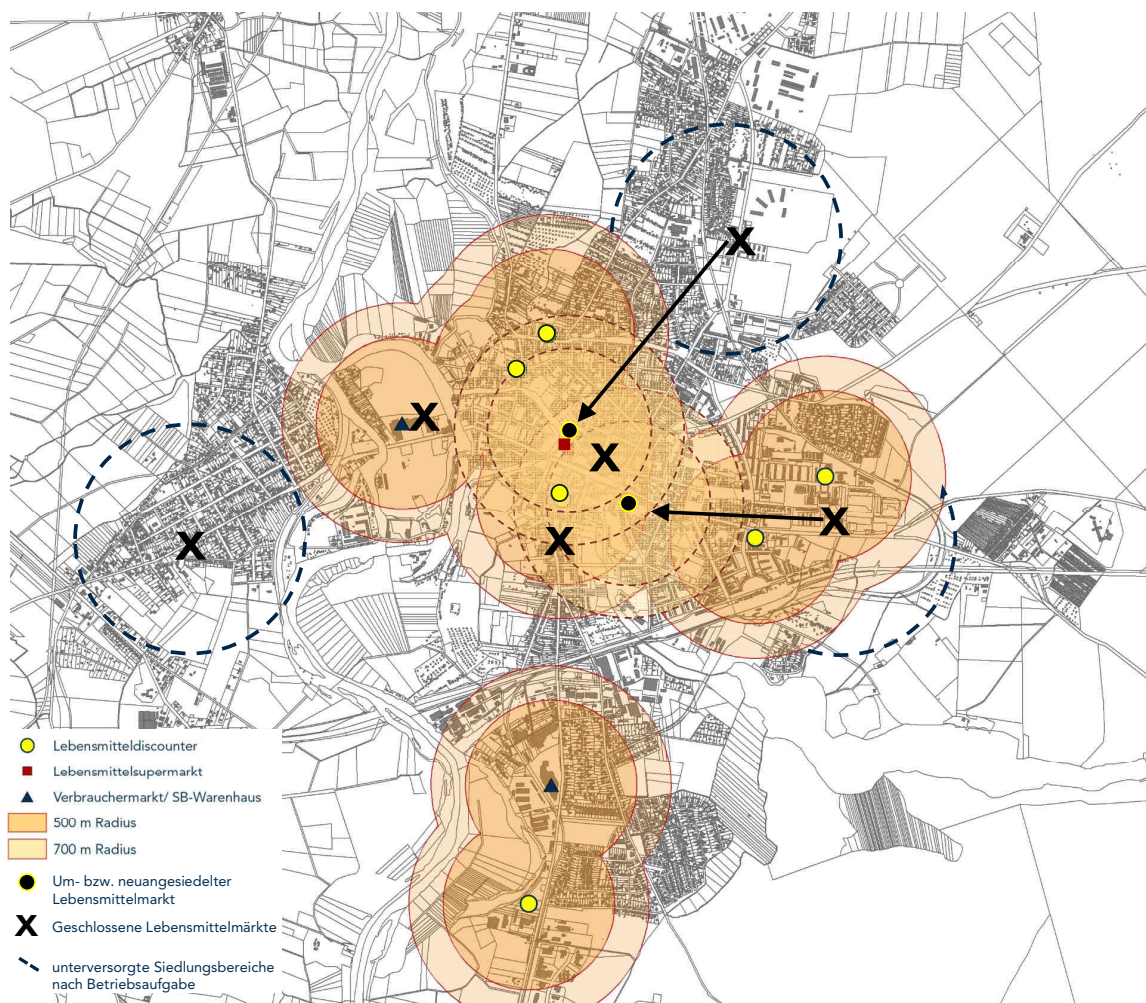 Lebensmitteldiscounter
Lebensmittelsupermarkt
Verbrauchermarkt/ SB-Warenhaus
500 m Radius
700 m Radius
Um- bzw. neuangesiedelter
Lebensmittelmarkt
X Geschlossene Lebensmittelmärkte
unterversorgte Siedlungsbereiche
nach Betriebsaufgabe